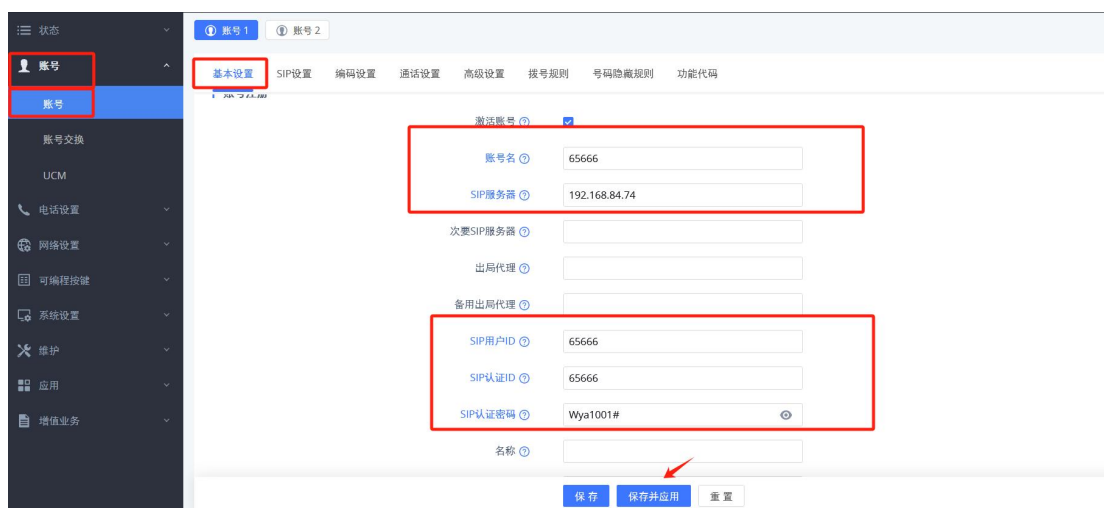 状态
账号
账号
账号交换
UCM
电话设置
网络设置
可编程按键
系统设置
维护
应用
增值业务
账号 1 账号 2
基本设置 SIP设置 编码设置 通话设置 高级设置 拨号规则 号码隐藏规则 功能代码
账号注册
激活账号
账号名 65666
SIP服务器 192.168.84.74
次要SIP服务器
出局代理
备用出局代理
SIP用户ID 65666
SIP认证ID 65666
SIP认证密码 Wya1001#
名称
保存 保存并应用 重置